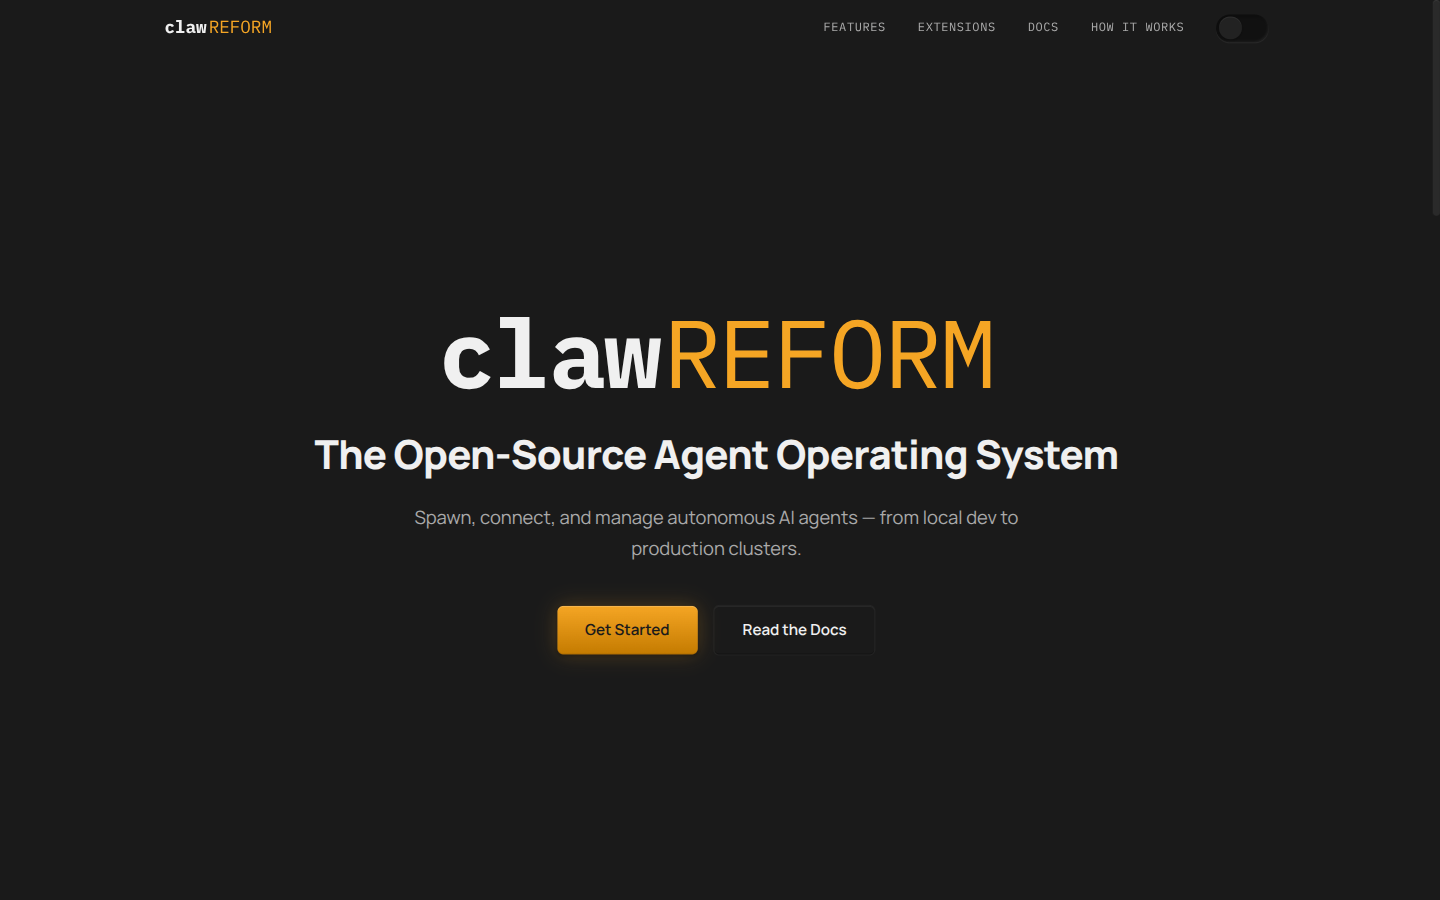 clawREFORM
FEATURES EXTENSIONS DOCS HOW IT WORKS
clawREFORM
The Open-Source Agent Operating System
Spawn, connect, and manage autonomous AI agents — from local dev to
production clusters.
Get Started
Read the Docs